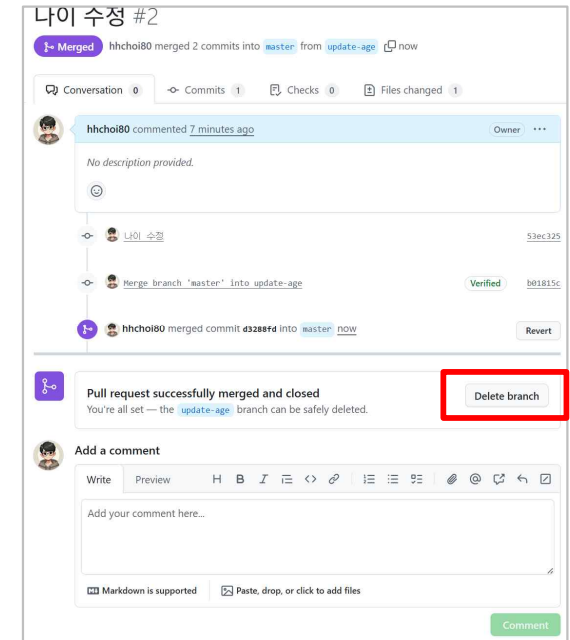 나이 수정 #2
Merged hhchoi80 merged 2 commits into master from update-age now
Conversation 0 Commits 1 Checks 0 Files changed 1
hhchoi80 commented 7 minutes ago Owner ...
No description provided.
나이 수정 53ec325
Merge branch 'master' into update-age Verified b01815c
hhchoi80 merged commit d3288fd into master now Revert
Pull request successfully merged and closed
You're all set — the update-age branch can be safely deleted.
Delete branch
Add a comment
Write Preview
Add your comment here...
Markdown is supported Paste, drop, or click to add files
Comment